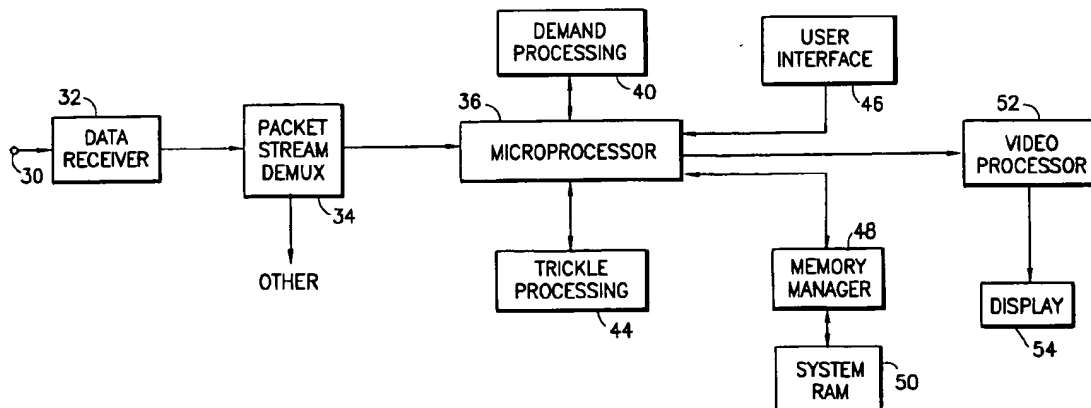 DEMAND
PROCESSING
40
USER
INTERFACE
46
32
DATA
RECEIVER
30
PACKET
STREAM
DEMUX
34
OTHER
36
MICROPROCESSOR
52
VIDEO
PROCESSOR
TRICKLE
PROCESSING
44
48
MEMORY
MANAGER
SYSTEM
RAM
50
DISPLAY
54